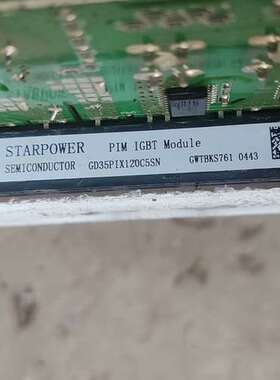 STARPOWER PIM IGBT Module
SEMICONDUCTOR GD35PIX120C5SN GWTBKS761 0443